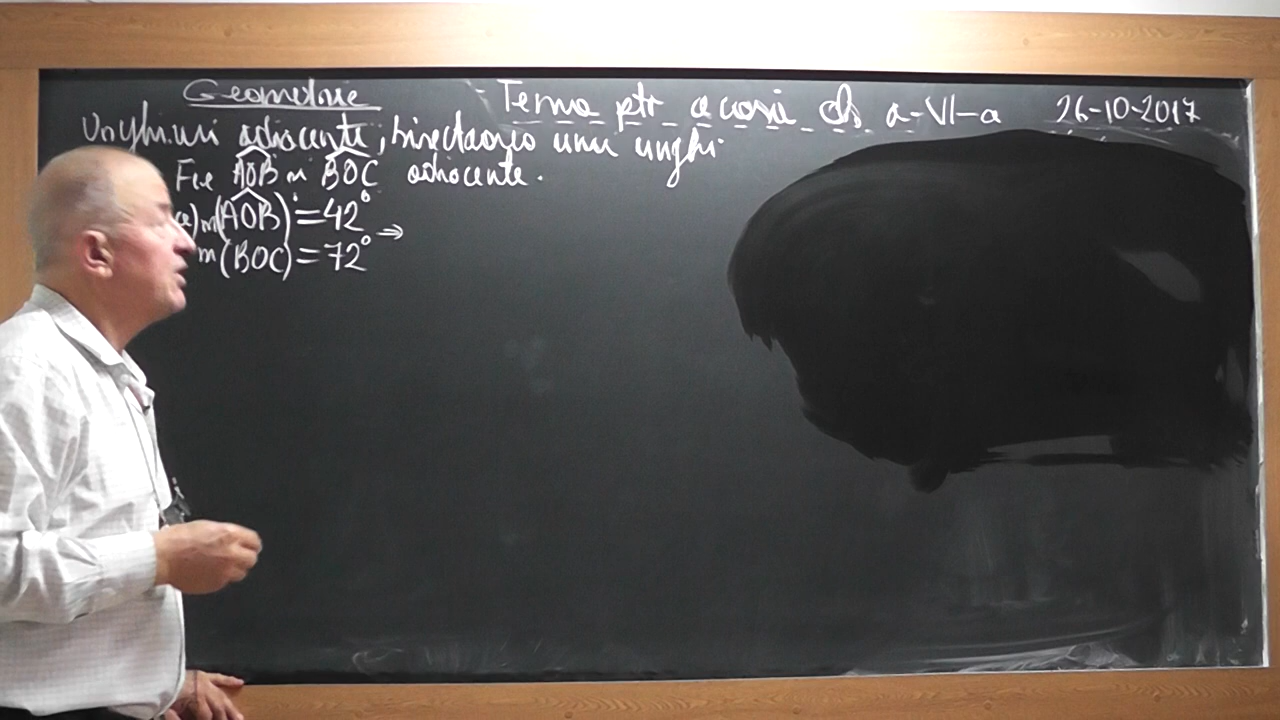 Geometrie
Tema ptr acasă cls a-VI-a 26-10-2017
Unghiuri adiacente, bisectoarea unui unghi
Fie AOB și BOC adiacente.
a) m(AOB)=42°
m(BOC)=72° ⇒